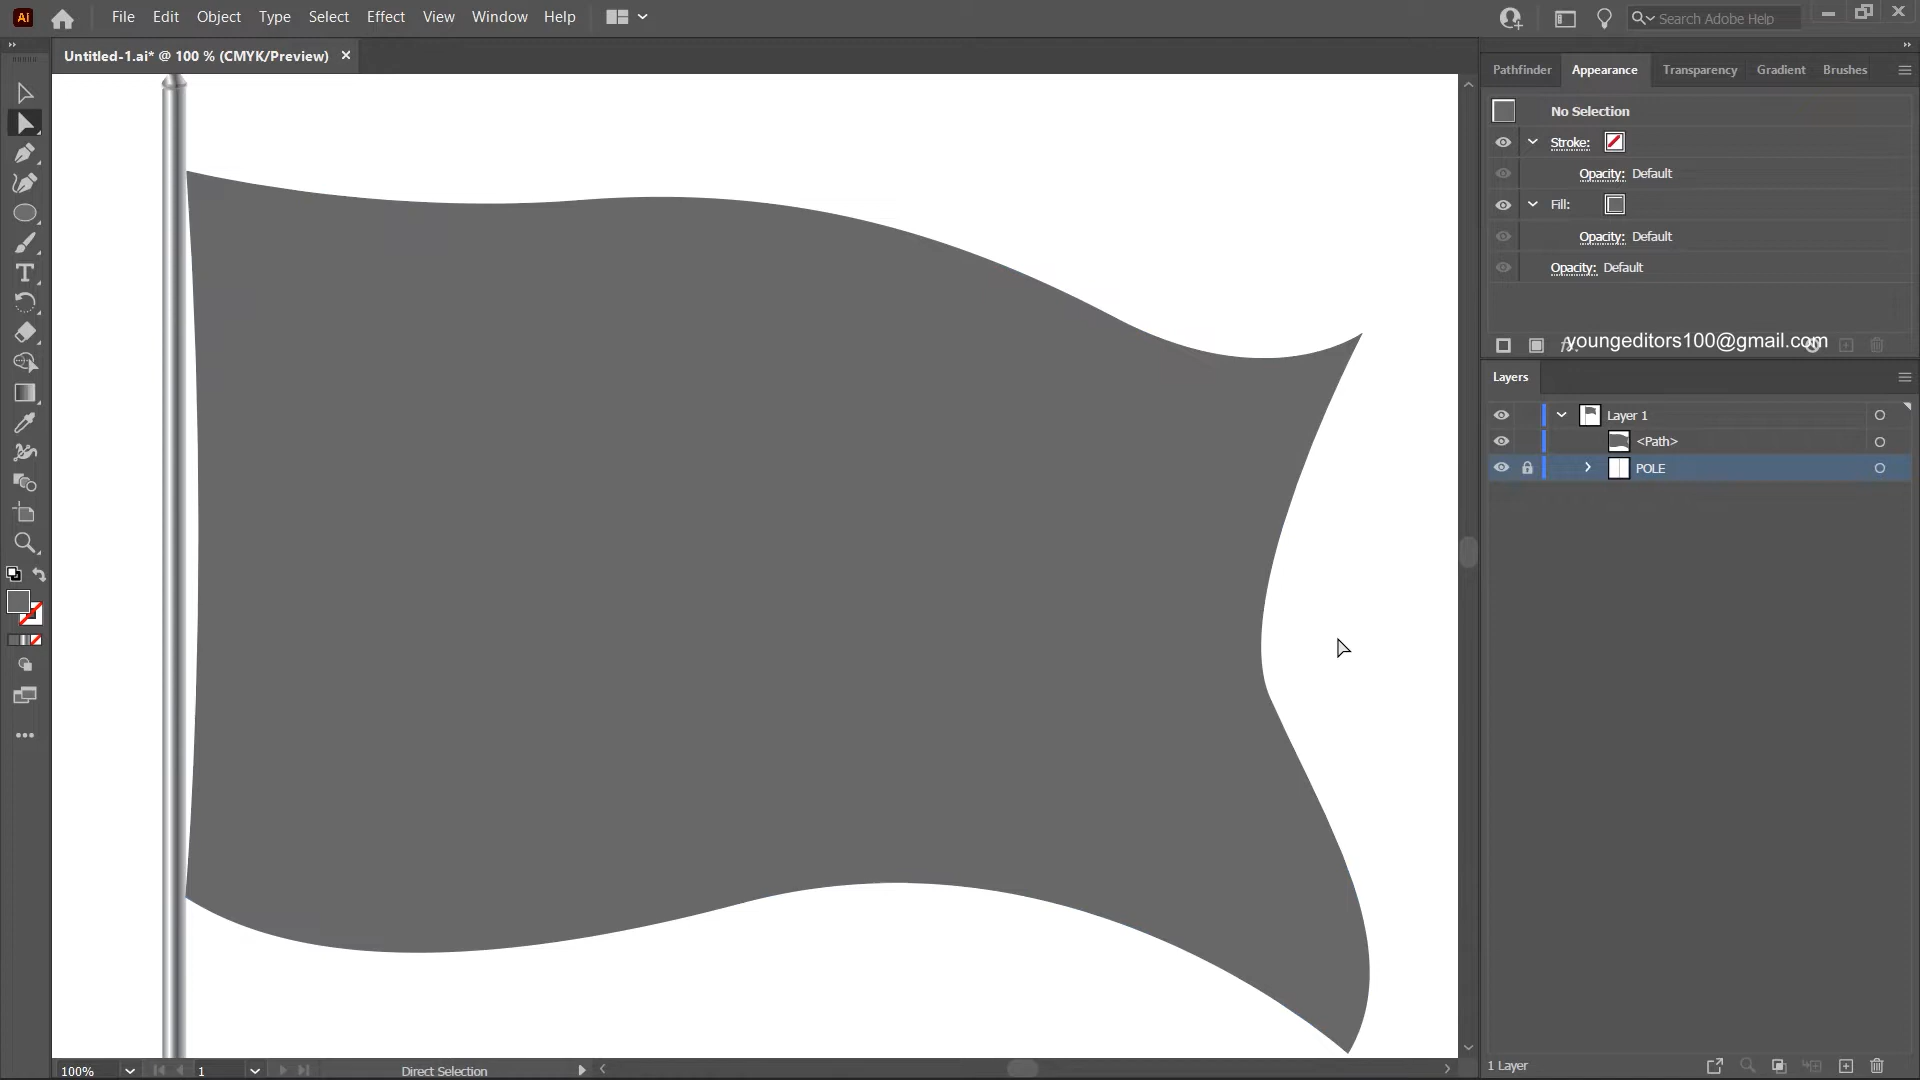 Ai File Edit Object Type Select Effect View Window Help
Search Adobe Help
Untitled-1.ai* @ 100 % (CMYK/Preview) ×
Pathfinder Appearance Transparency Gradient Brushes
No Selection
Stroke:
Opacity: Default
Fill:
Opacity: Default
Opacity: Default
youngeditors100@gmail.com
Layers
Layer 1
<Path>
POLE
100% 1 Direct Selection
1 Layer